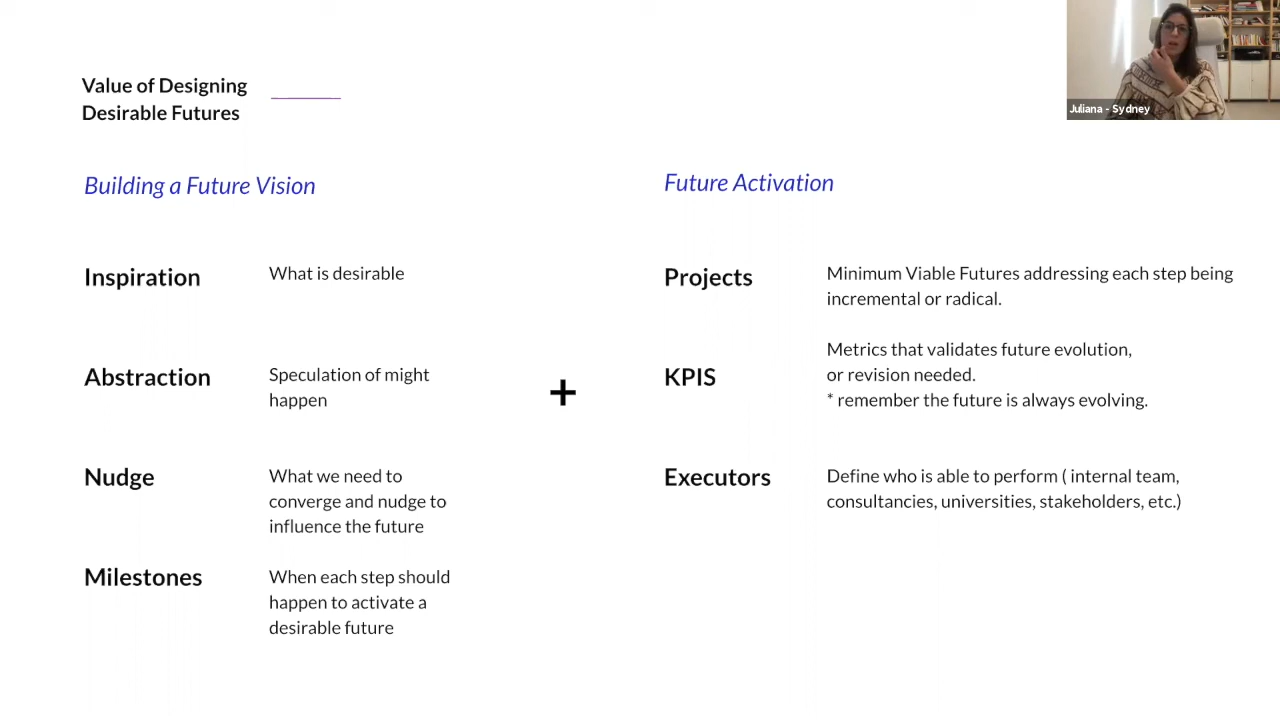 Value of Designing
Desirable Futures
Juliana - Sydney
Building a Future Vision
Inspiration
What is desirable
Abstraction
Speculation of might
happen
Nudge
What we need to
converge and nudge to
influence the future
Milestones
When each step should
happen to activate a
desirable future
+
Future Activation
Projects
Minimum Viable Futures addressing each step being
incremental or radical.
KPIS
Metrics that validates future evolution,
or revision needed.
* remember the future is always evolving.
Executors
Define who is able to perform ( internal team,
consultancies, universities, stakeholders, etc.)